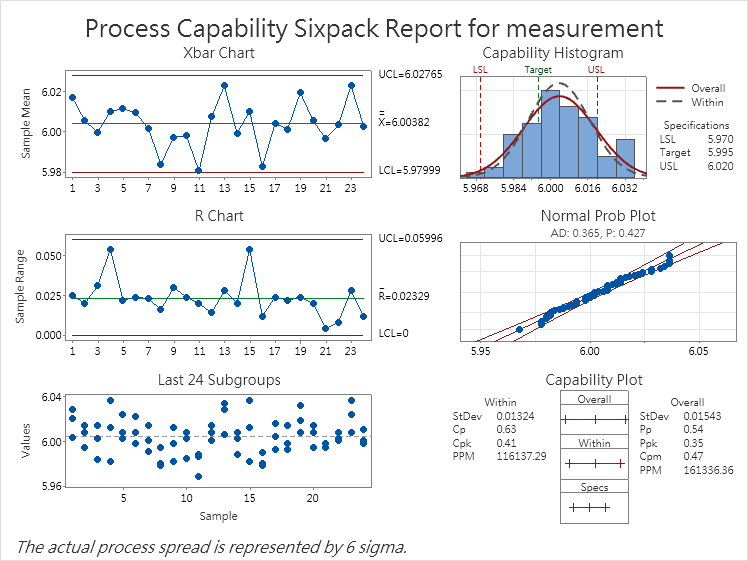 Process Capability Sixpack Report for measurement
Xbar Chart
Sample Mean
6.02
6.00
5.98
1 3 5 7 9 11 13 15 17 19 21 23
UCL=6.02765
X̿=6.00382
LCL=5.97999
Capability Histogram
LSL Target USL
5.968 5.984 6.000 6.016 6.032
Overall
Within
Specifications
LSL 5.970
Target 5.995
USL 6.020
R Chart
Sample Range
0.050
0.025
0.000
1 3 5 7 9 11 13 15 17 19 21 23
UCL=0.05996
R̄=0.02329
LCL=0
Normal Prob Plot
AD: 0.365, P: 0.427
5.95 6.00 6.05
Last 24 Subgroups
Values
6.04
6.00
5.96
5 10 15 20
Sample
Capability Plot
Within
StDev 0.01324
Cp 0.63
Cpk 0.41
PPM 116137.29
Overall
Within
Specs
Overall
StDev 0.01543
Pp 0.54
Ppk 0.35
Cpm 0.47
PPM 161336.36
The actual process spread is represented by 6 sigma.